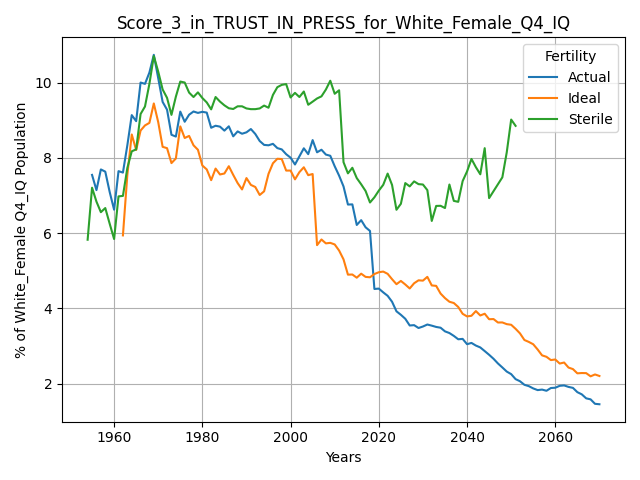 Score_3_in_TRUST_IN_PRESS_for_White_Female_Q4_IQ
Fertility
Actual
Ideal
Sterile
% of White_Female Q4_IQ Population
10
8
6
4
2
1960 1980 2000 2020 2040 2060
Years